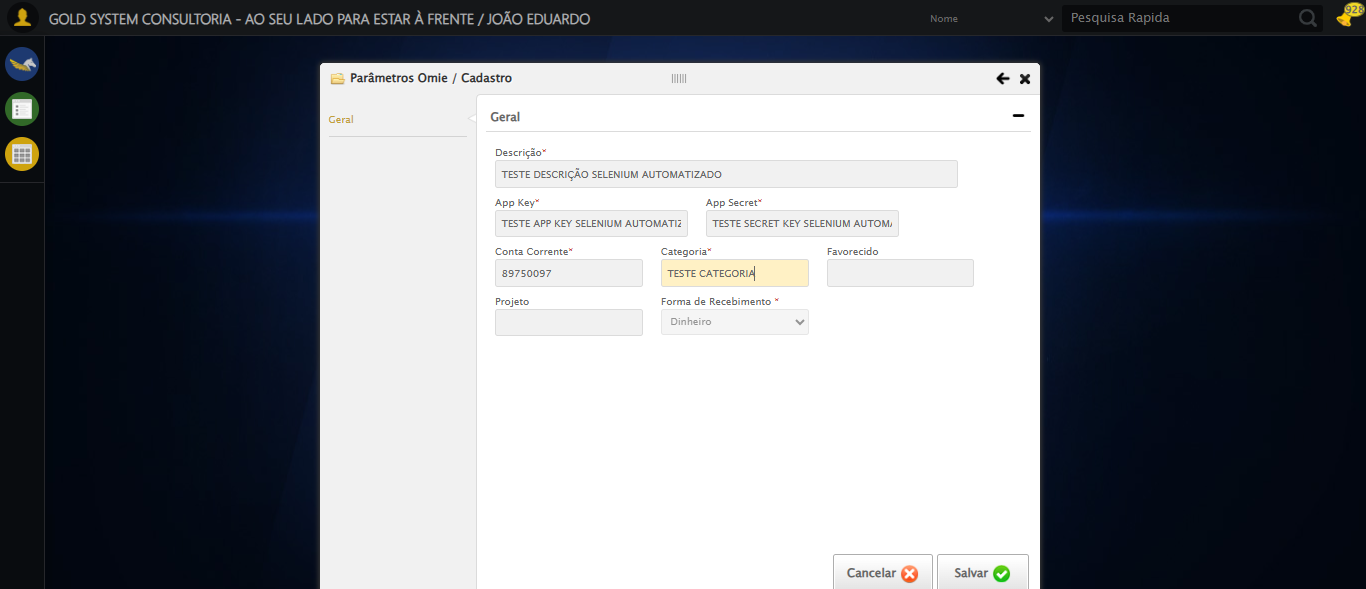 GOLD SYSTEM CONSULTORIA - AO SEU LADO PARA ESTAR À FRENTE / JOÃO EDUARDO
Nome
Pesquisa Rapida
928
Parâmetros Omie / Cadastro
Geral
Geral
Descrição*
TESTE DESCRIÇÃO SELENIUM AUTOMATIZADO
App Key* App Secret*
TESTE APP KEY SELENIUM AUTOMATIZ TESTE SECRET KEY SELENIUM AUTOMA
Conta Corrente* Categoria* Favorecido
89750097 TESTE CATEGORIA
Projeto Forma de Recebimento *
Dinheiro
Cancelar Salvar